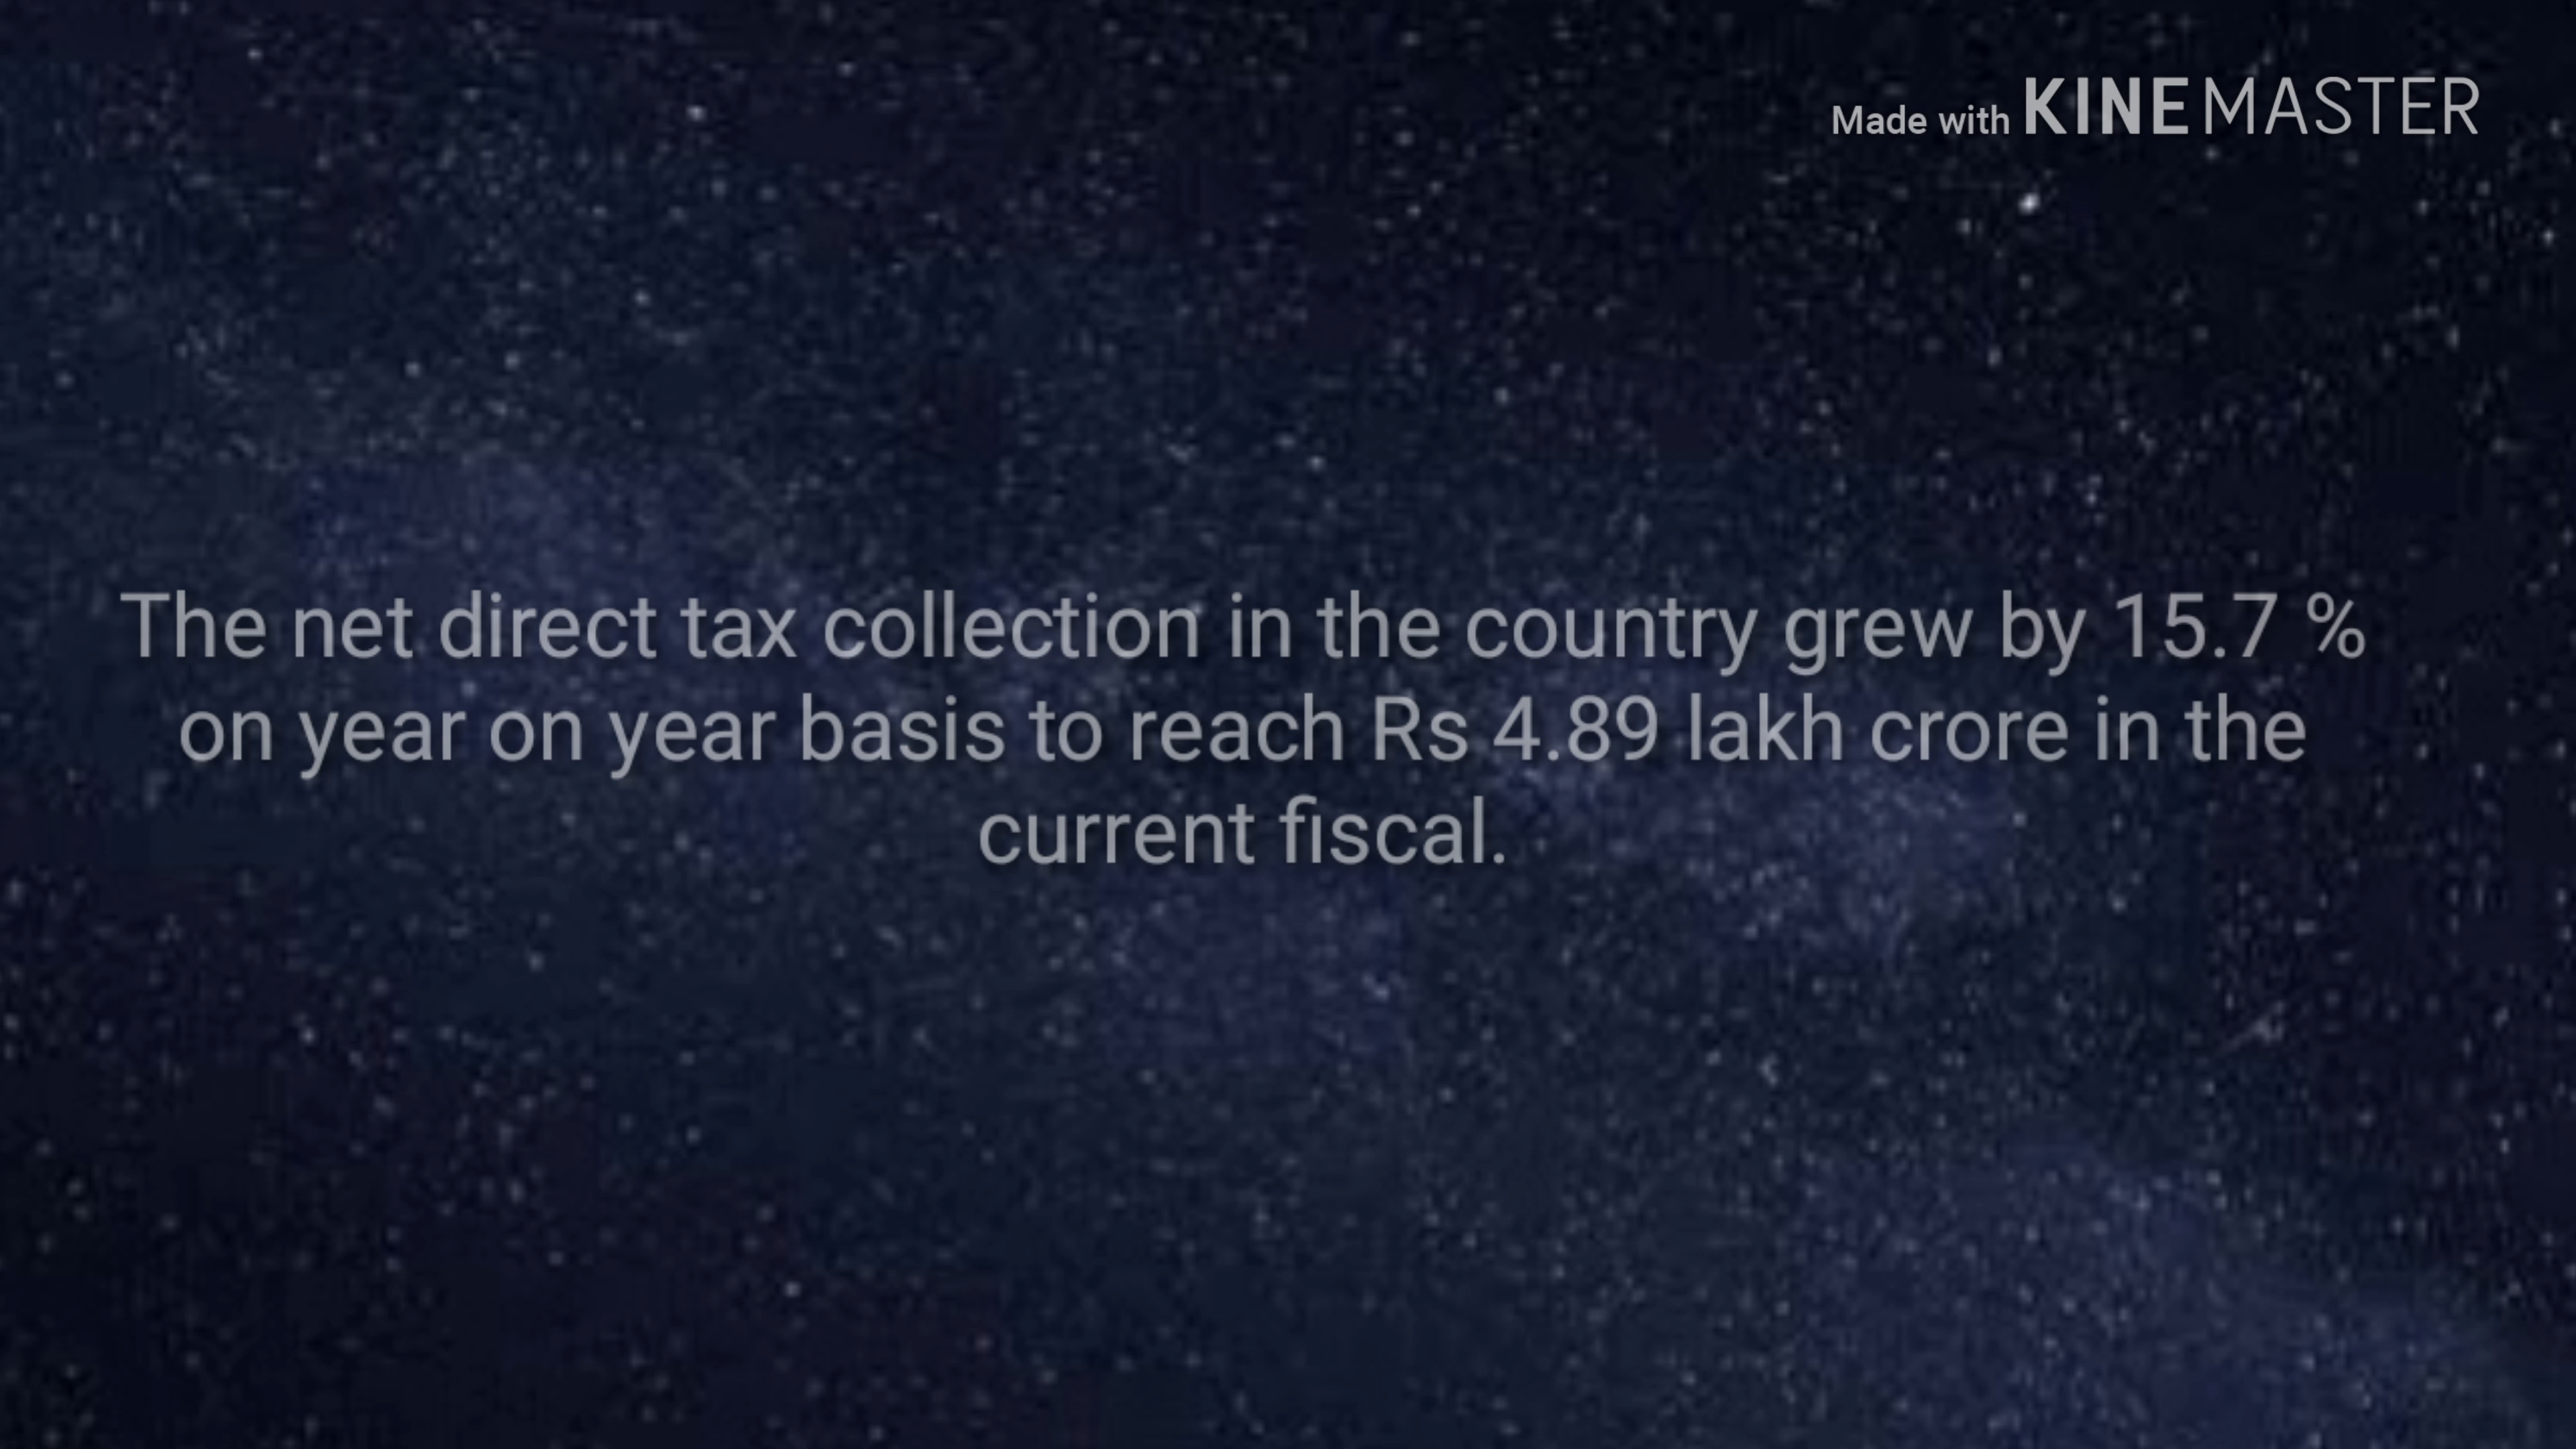 Made with KINEMASTER
The net direct tax collection in the country grew by 15.7 %
on year on year basis to reach Rs 4.89 lakh crore in the
current fiscal.